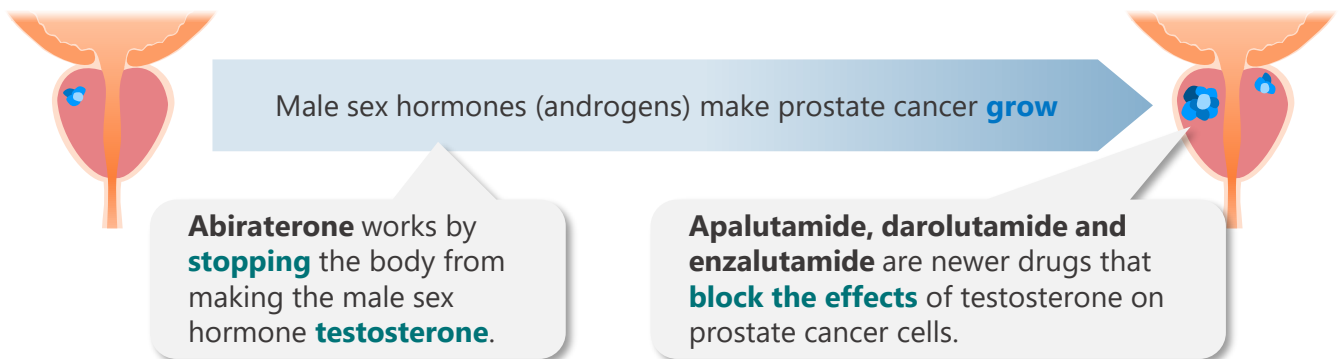 Male sex hormones (androgens) make prostate cancer grow
Abiraterone works by
stopping the body from
making the male sex
hormone testosterone.
Apalutamide, darolutamide and
enzalutamide are newer drugs that
block the effects of testosterone on
prostate cancer cells.